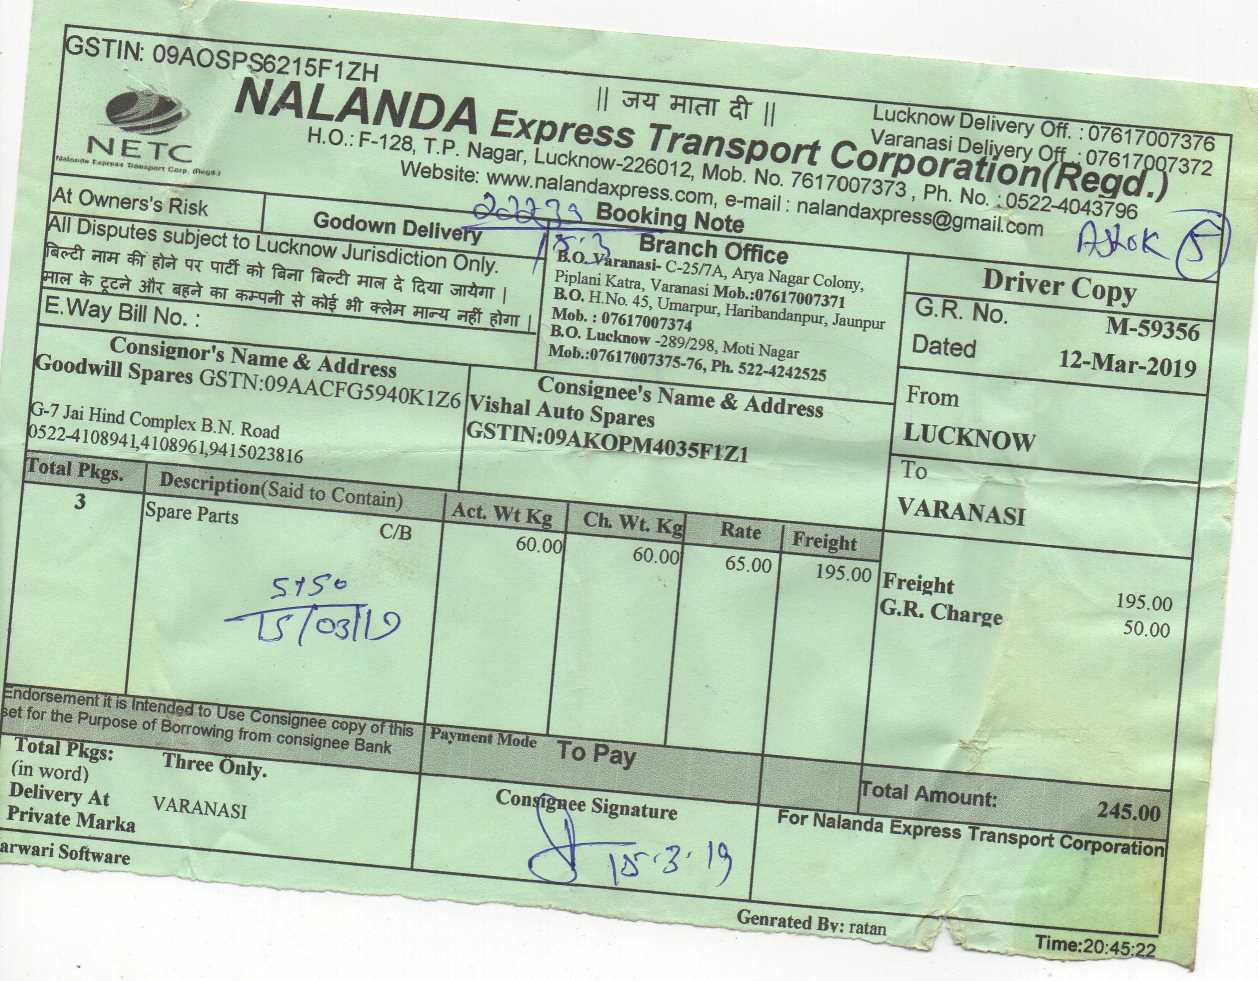 GSTIN: 09AOSPS6215F1ZH
|| जय माता दी ||
Lucknow Delivery Off. : 07617007376
Varanasi Delivery Off. : 07617007372
NETC
Nalanda Express Transport Corp. (Regd.)
NALANDA Express Transport Corporation(Regd.)
H.O.: F-128, T.P. Nagar, Lucknow-226012, Mob. No. 7617007373 , Ph. No. : 0522-4043796
Website: www.nalandaxpress.com, e-mail : nalandaxpress@gmail.com
Ashok 5
At Owners's Risk
Godown Delivery
Booking Note
All Disputes subject to Lucknow Jurisdiction Only.
बिल्टी नाम की होने पर पार्टी को बिना बिल्टी माल दे दिया जायेगा |
माल के टूटने और बहने का कम्पनी से कोई भी क्लेम मान्य नहीं होगा |
E.Way Bill No. :
Branch Office
B.O. Varanasi- C-25/7A, Arya Nagar Colony,
Piplani Katra, Varanasi Mob.:07617007371
B.O. H.No. 45, Umarpur, Haribandanpur, Jaunpur
Mob. : 07617007374
B.O. Lucknow -289/298, Moti Nagar
Mob.:07617007375-76, Ph. 522-4242525
Driver Copy
G.R. No. M-59356
Dated 12-Mar-2019
From
LUCKNOW
To
VARANASI
Consignor's Name & Address
Goodwill Spares GSTN:09AACFG5940K1Z6
G-7 Jai Hind Complex B.N. Road
0522-4108941,4108961,9415023816
Consignee's Name & Address
Vishal Auto Spares
GSTIN:09AKOPM4035F1Z1
Total Pkgs. Description(Said to Contain) Act. Wt Kg Ch. Wt. Kg Rate Freight
3 Spare Parts C/B 60.00 60.00 65.00 195.00
5150
15/03/19
Freight 195.00
G.R. Charge 50.00
Endorsement it is Intended to Use Consignee copy of this
set for the Purpose of Borrowing from consignee Bank
Payment Mode To Pay
Total Amount: 245.00
Total Pkgs: Three Only.
(in word)
Delivery At VARANASI
Private Marka
Consignee Signature
15.3.19
For Nalanda Express Transport Corporation
arwari Software
Genrated By: ratan
Time:20:45:22